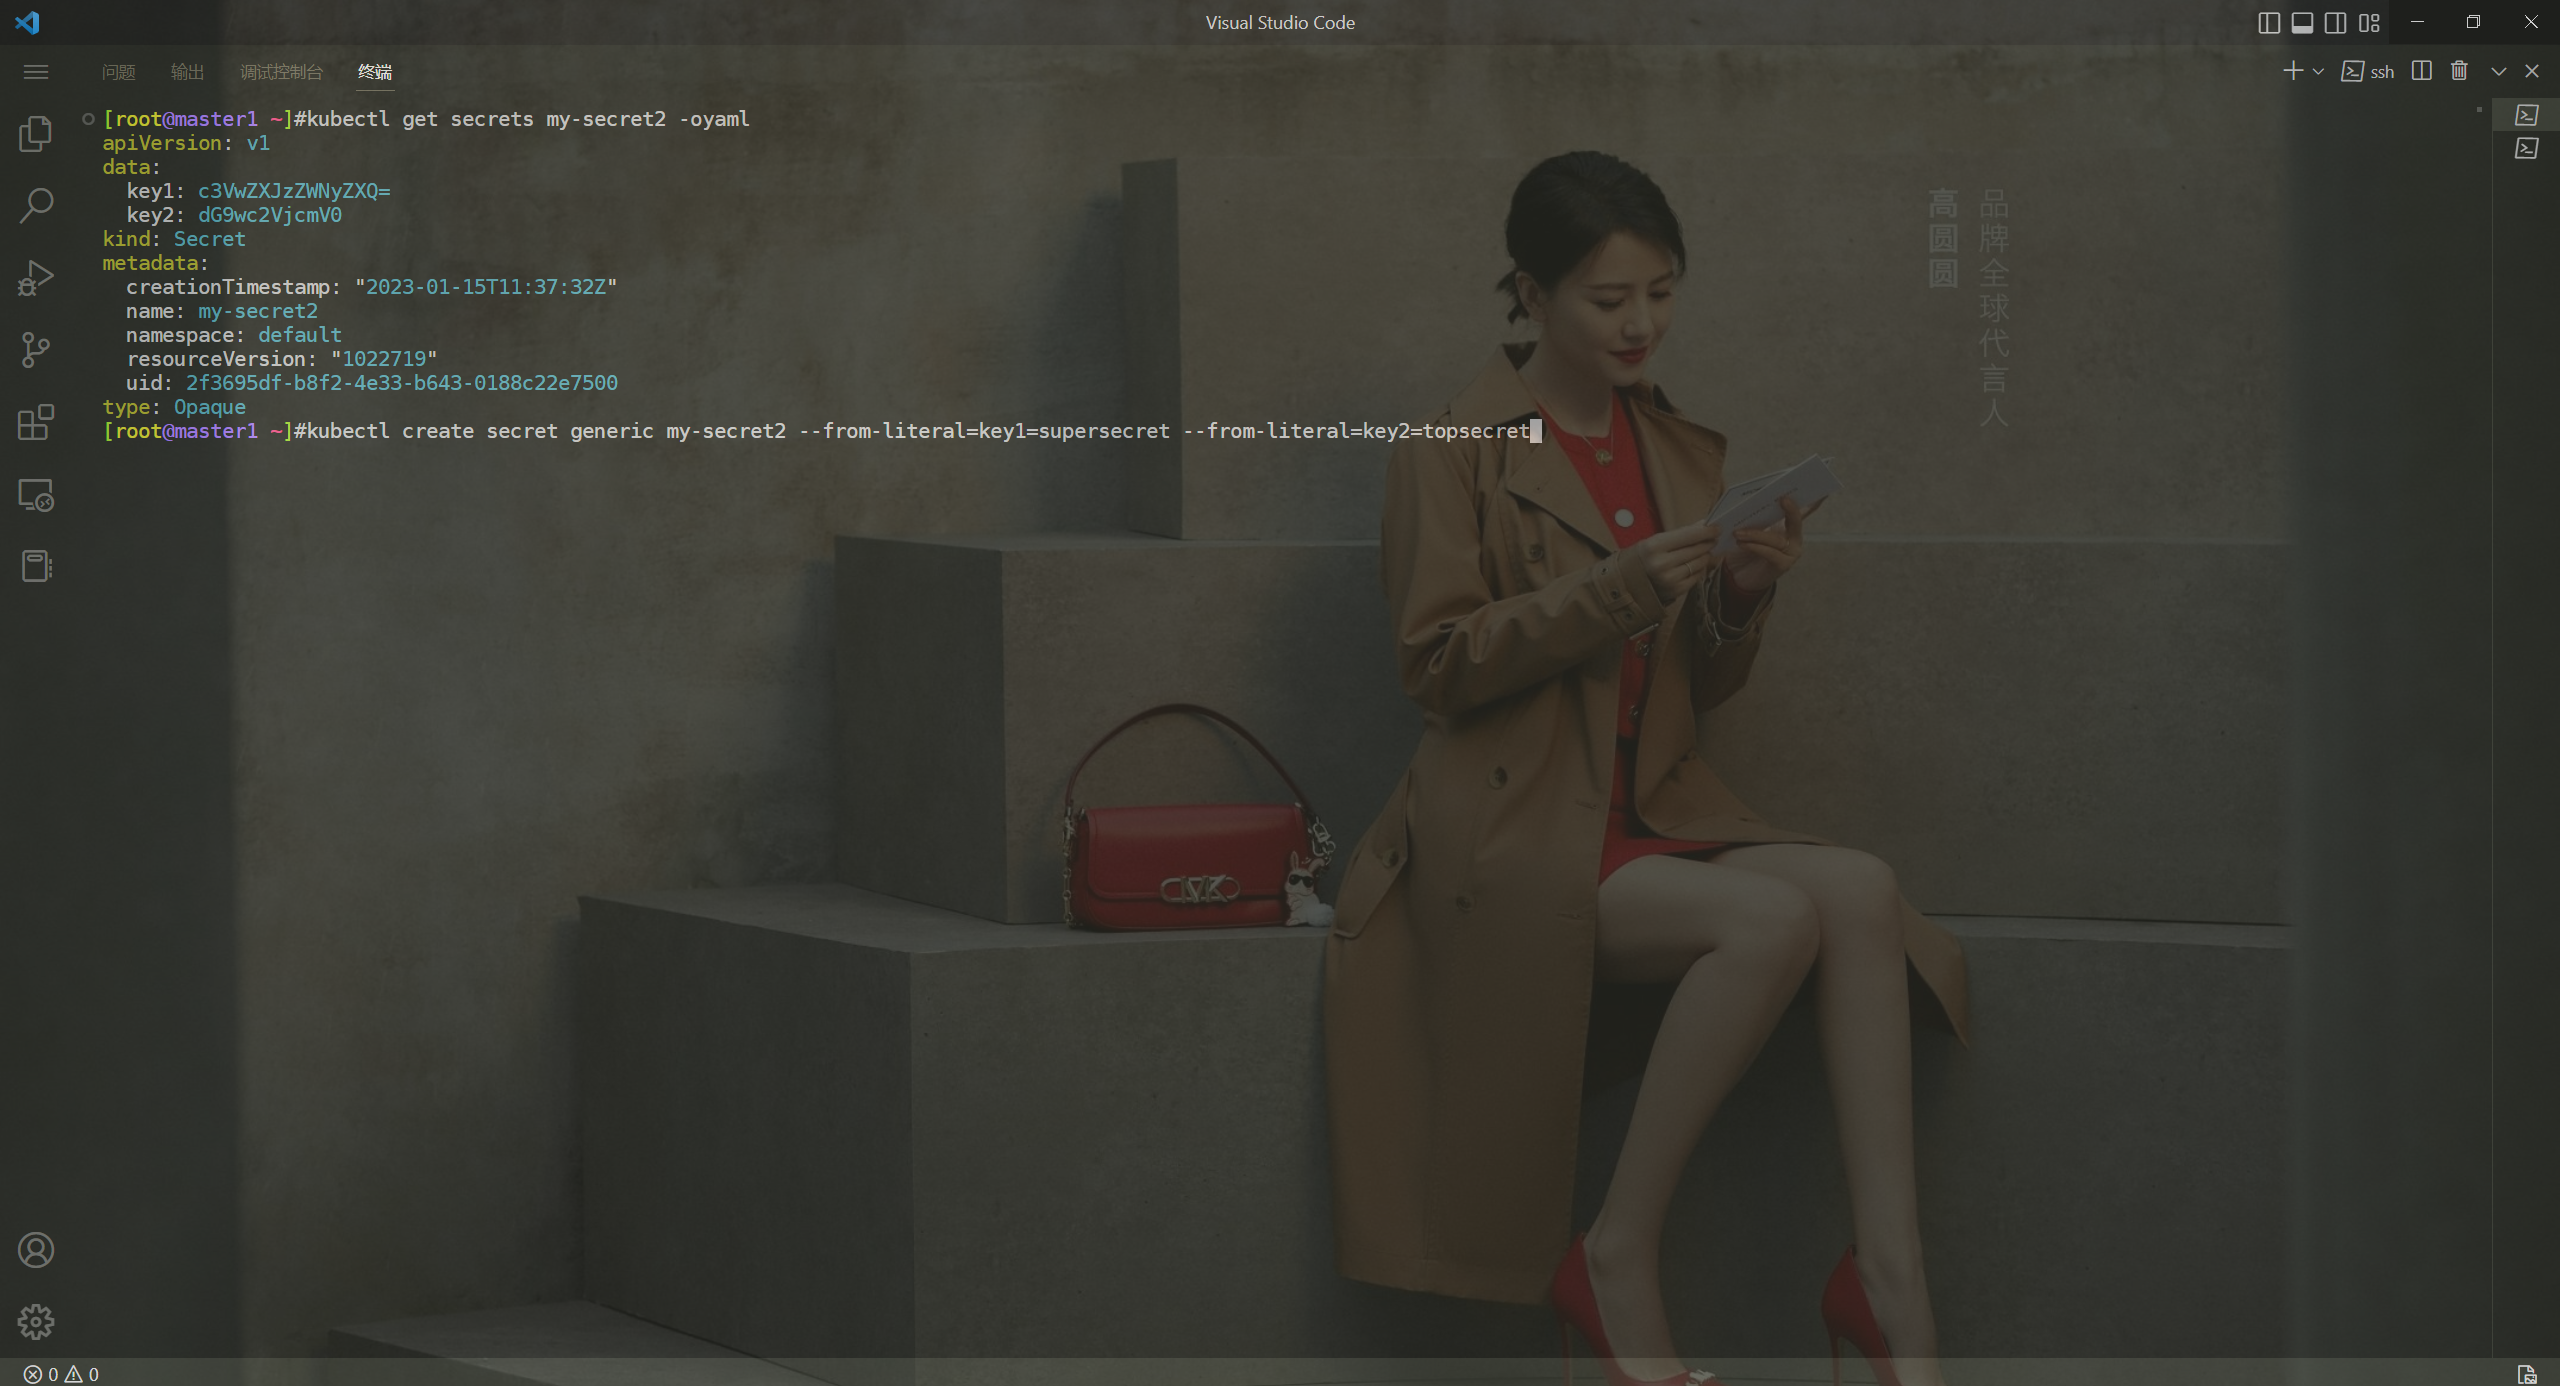 Visual Studio Code
问题 输出 调试控制台 终端
ssh
[root@master1 ~]#kubectl get secrets my-secret2 -oyaml
apiVersion: v1
data:
  key1: c3VwZXJzZWNyZXQ=
  key2: dG9wc2VjcmV0
kind: Secret
metadata:
  creationTimestamp: "2023-01-15T11:37:32Z"
  name: my-secret2
  namespace: default
  resourceVersion: "1022719"
  uid: 2f3695df-b8f2-4e33-b643-0188c22e7500
type: Opaque
[root@master1 ~]#kubectl create secret generic my-secret2 --from-literal=key1=supersecret --from-literal=key2=topsecret
品牌全球代言人
高圆圆
MK
0 0